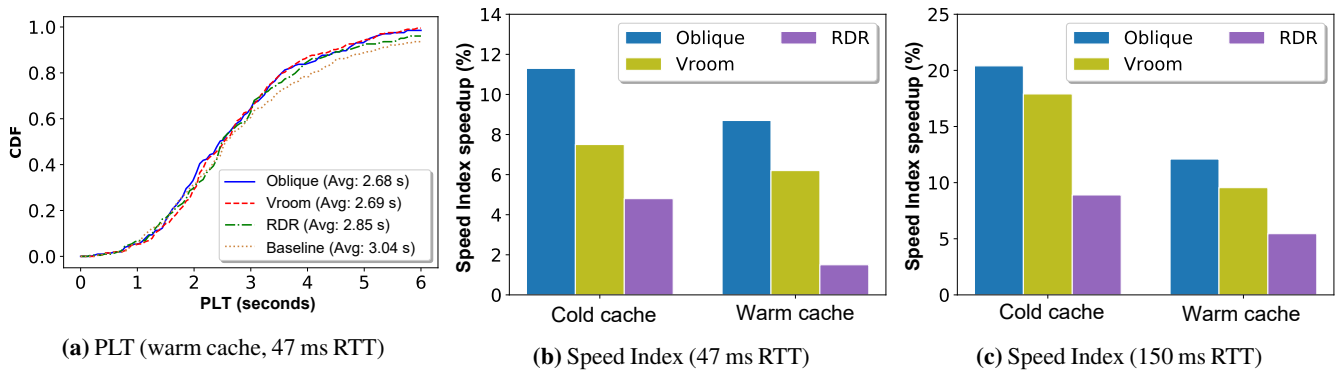 1.0
0.8
0.6
0.4
0.2
0.0
CDF
0 1 2 3 4 5 6
PLT (seconds)
Oblique (Avg: 2.68 s)
Vroom (Avg: 2.69 s)
RDR (Avg: 2.85 s)
Baseline (Avg: 3.04 s)
(a) PLT (warm cache, 47 ms RTT)
14
12
10
8
6
4
2
0
Speed Index speedup (%)
Oblique RDR
Vroom
Cold cache Warm cache
(b) Speed Index (47 ms RTT)
25
20
15
10
5
0
Speed Index speedup (%)
Oblique RDR
Vroom
Cold cache Warm cache
(c) Speed Index (150 ms RTT)